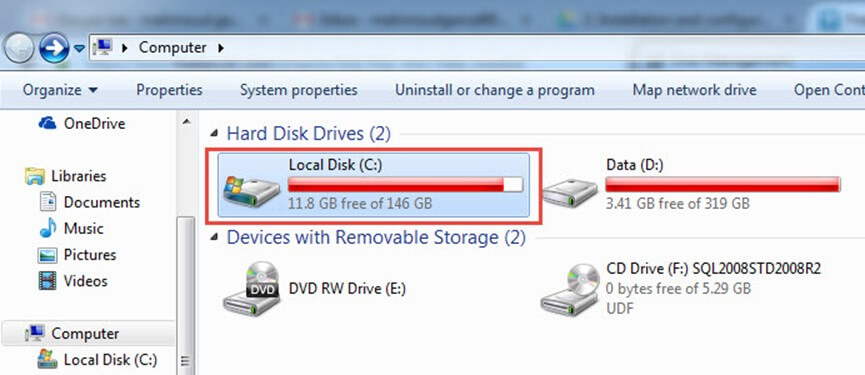 Computer
Organize Properties System properties Uninstall or change a program Map network drive Open Cont
OneDrive
Libraries
Documents
Music
Pictures
Videos
Computer
Local Disk (C:)
Hard Disk Drives (2)
Local Disk (C:)
11.8 GB free of 146 GB
Data (D:)
3.41 GB free of 319 GB
Devices with Removable Storage (2)
DVD
DVD RW Drive (E:)
CD Drive (F:) SQL2008STD2008R2
0 bytes free of 5.29 GB
UDF